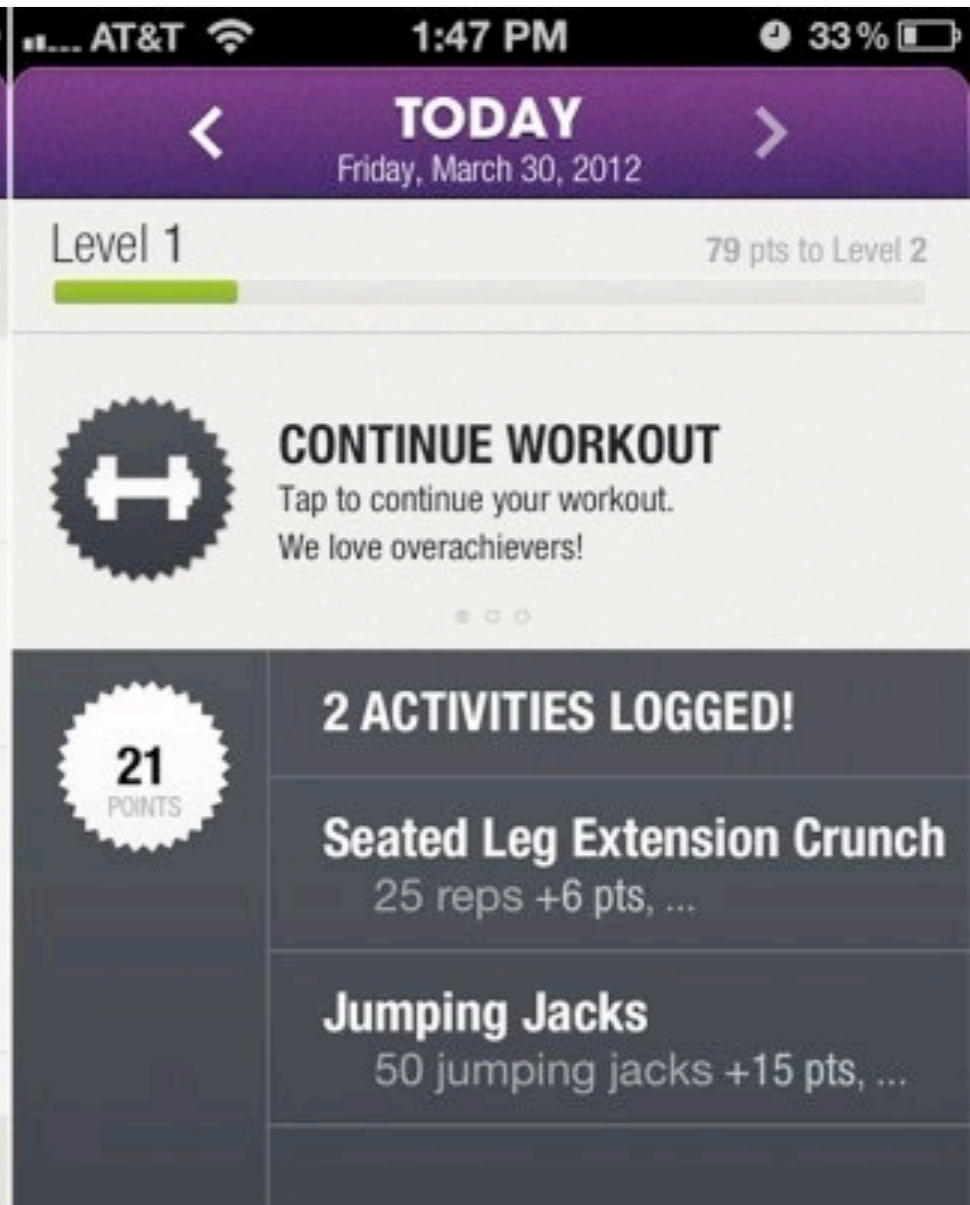 AT&T 1:47 PM 33%
TODAY
Friday, March 30, 2012
Level 1 79 pts to Level 2
CONTINUE WORKOUT
Tap to continue your workout.
We love overachievers!
21
POINTS
2 ACTIVITIES LOGGED!
Seated Leg Extension Crunch
25 reps +6 pts, ...
Jumping Jacks
50 jumping jacks +15 pts, ...